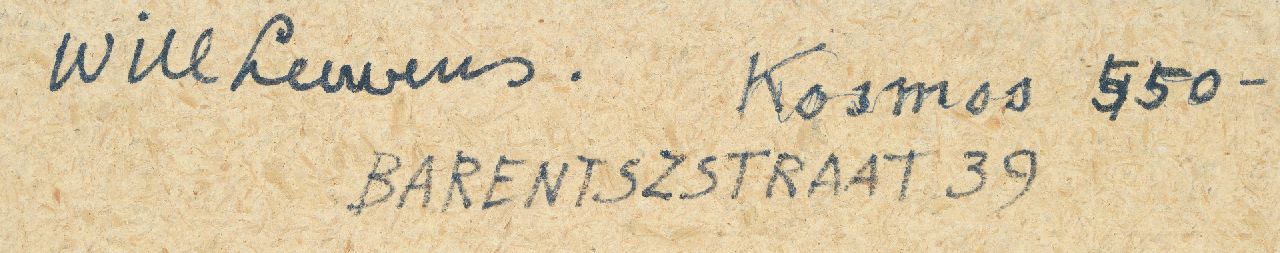 Will Leewens. Kosmos 550-
BARENTSZSTRAAT 39